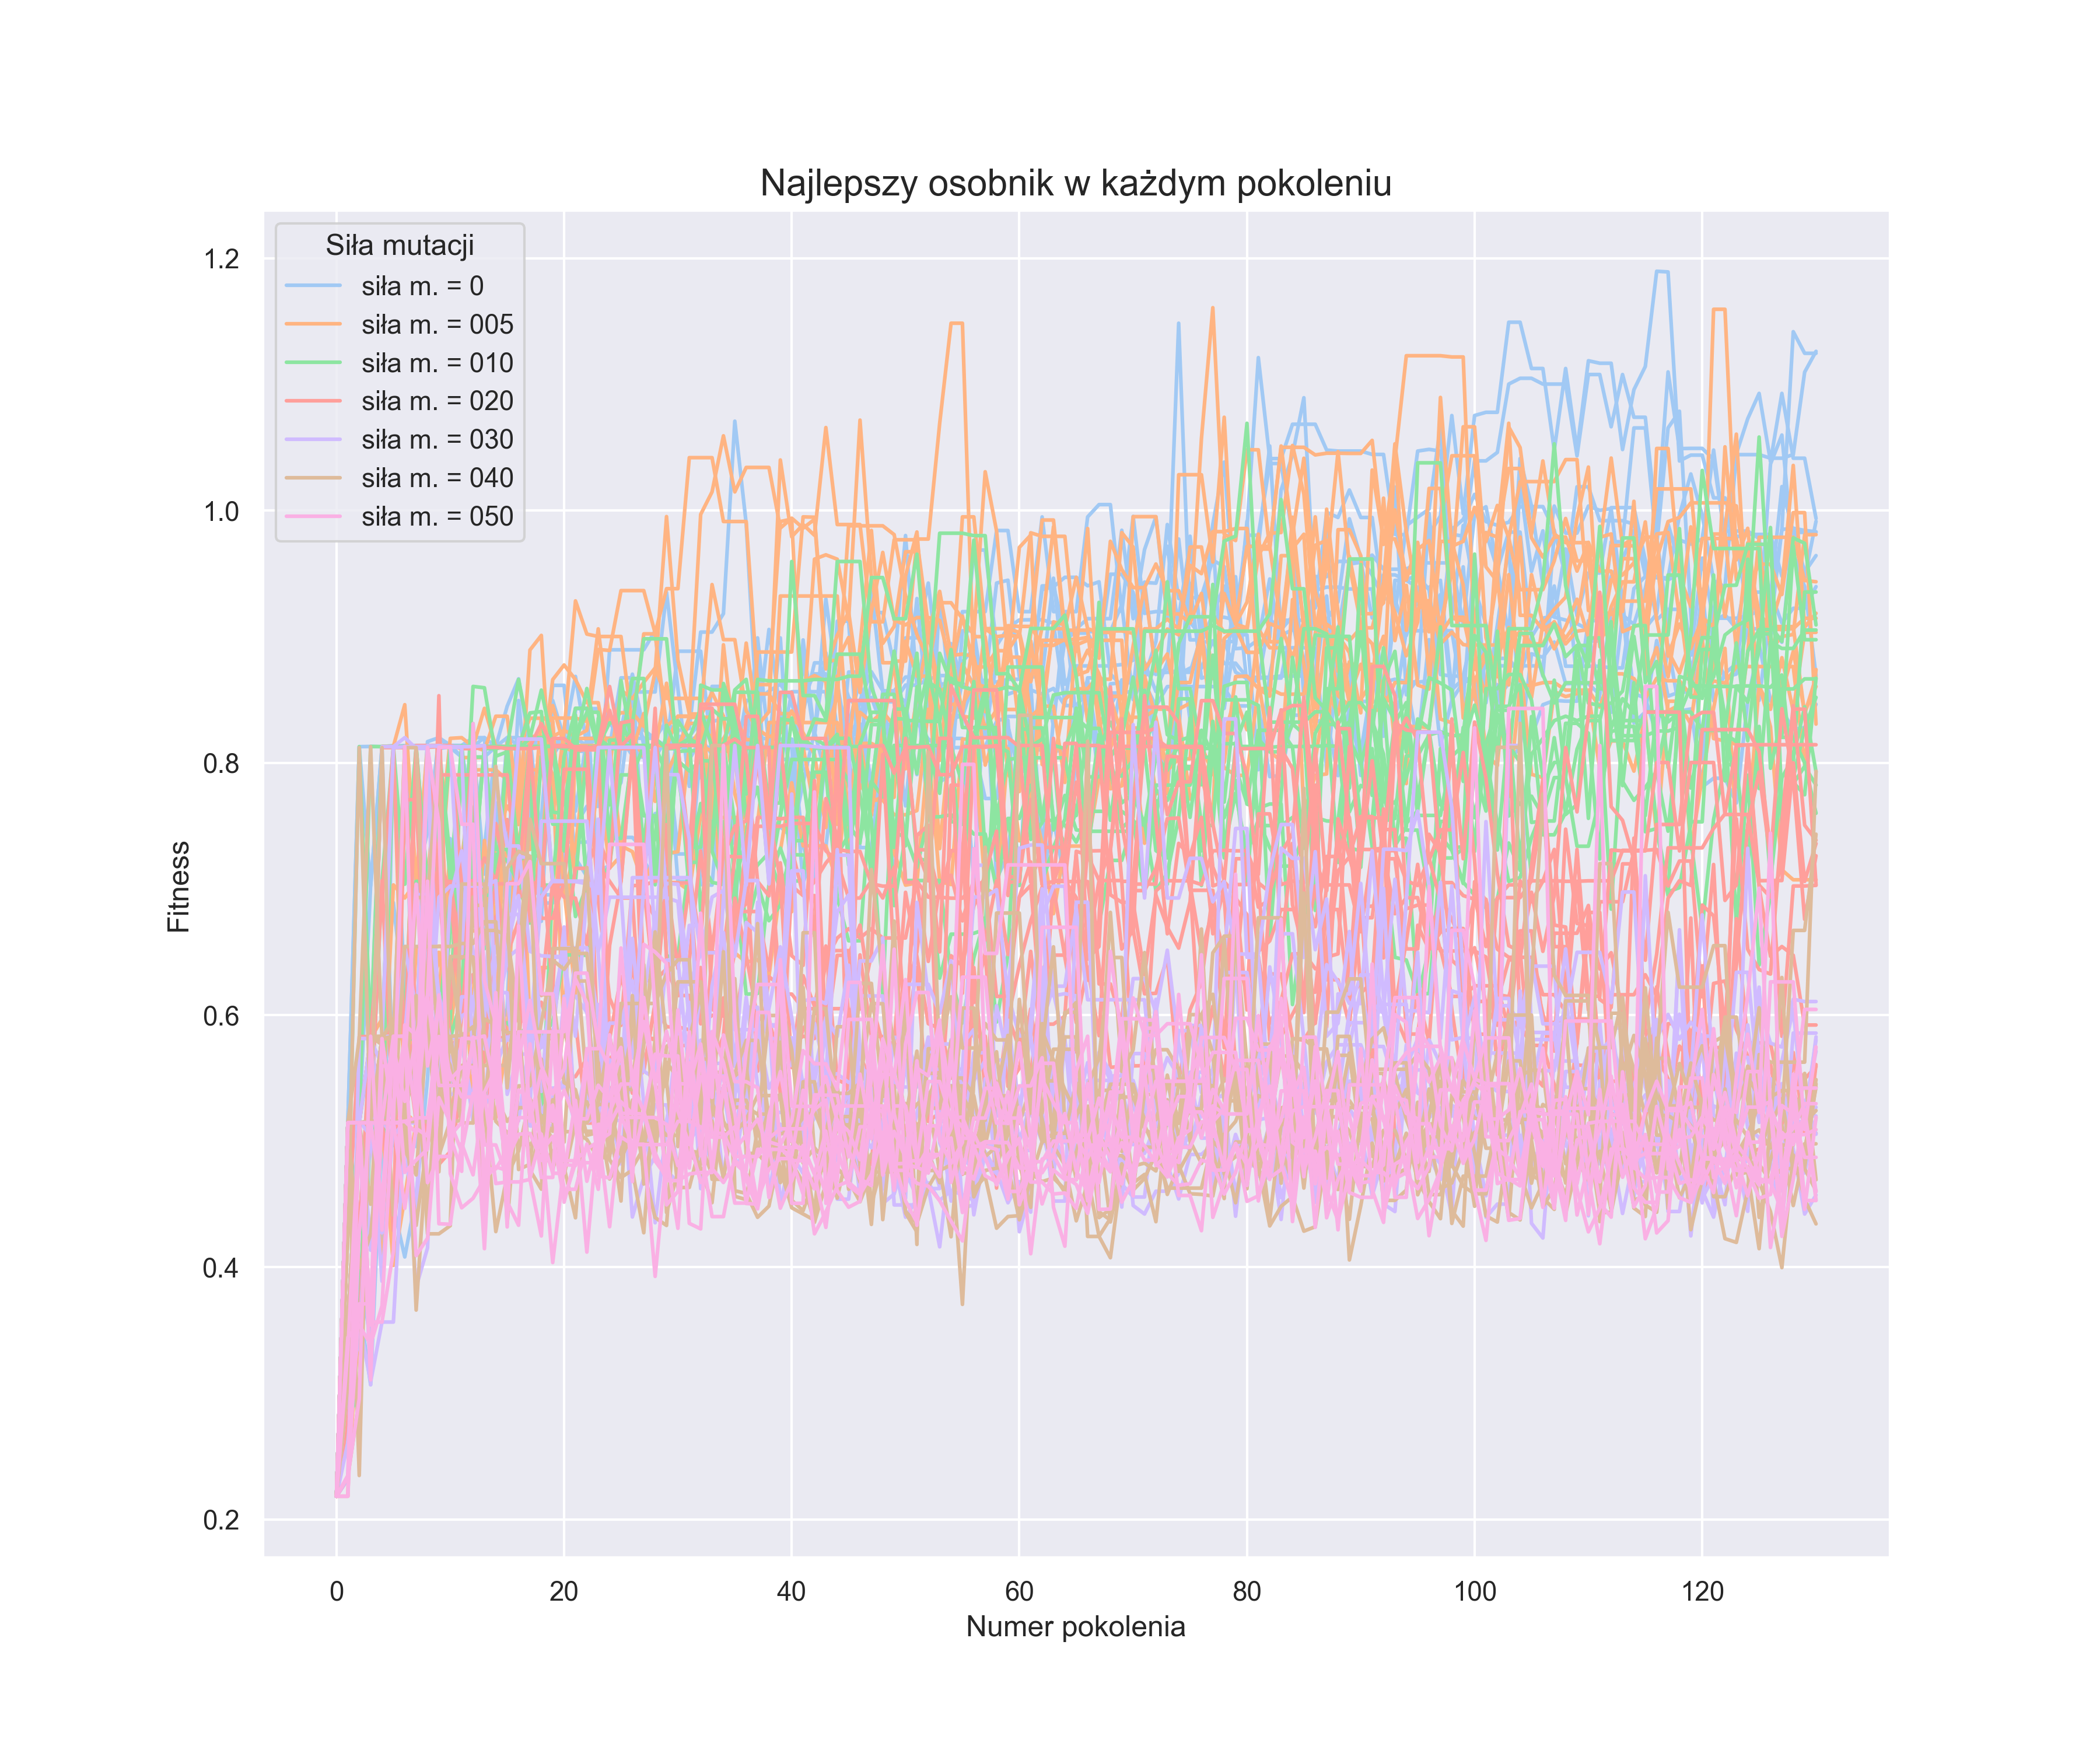 Najlepszy osobnik w każdym pokoleniu
Siła mutacji
siła m. = 0
siła m. = 005
siła m. = 010
siła m. = 020
siła m. = 030
siła m. = 040
siła m. = 050
1.2
1.0
0.8
0.6
0.4
0.2
Fitness
0 20 40 60 80 100 120
Numer pokolenia